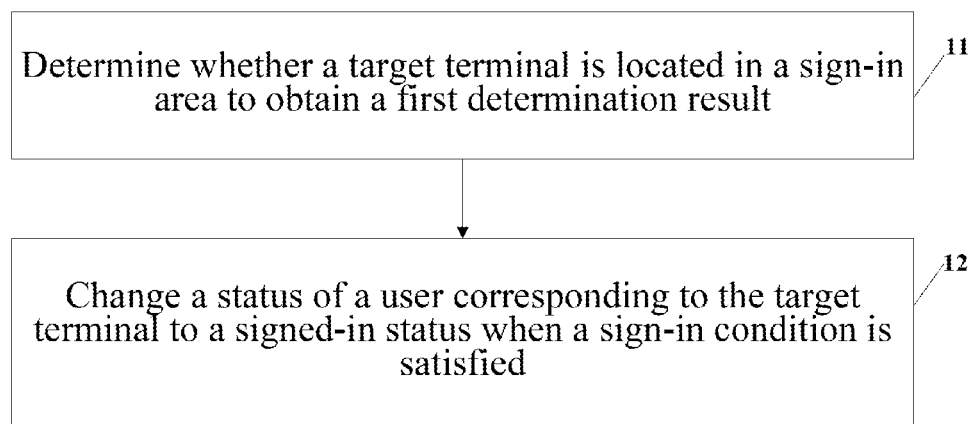 Determine whether a target terminal is located in a sign-in
area to obtain a first determination result
11
Change a status of a user corresponding to the target
terminal to a signed-in status when a sign-in condition is
satisfied
12